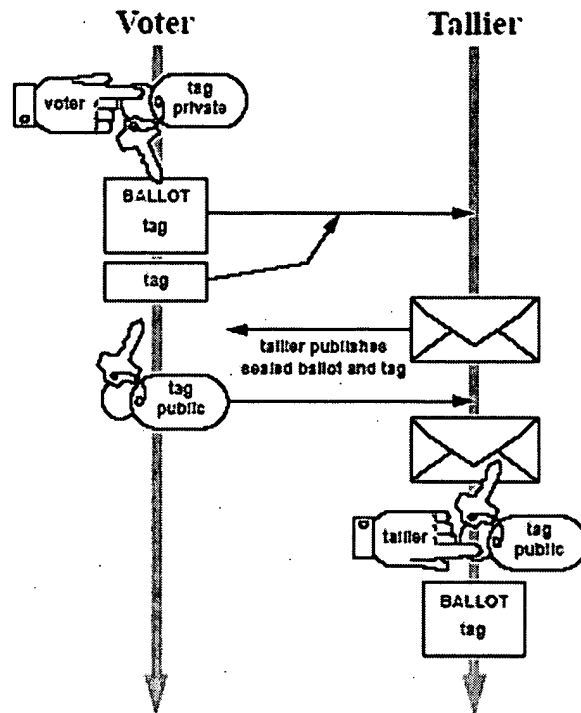 Voter
Tallier
voter
tag
private
BALLOT
tag
tag
tallier publishes
sealed ballot and tag
tag
public
tallier
tag
public
BALLOT
tag